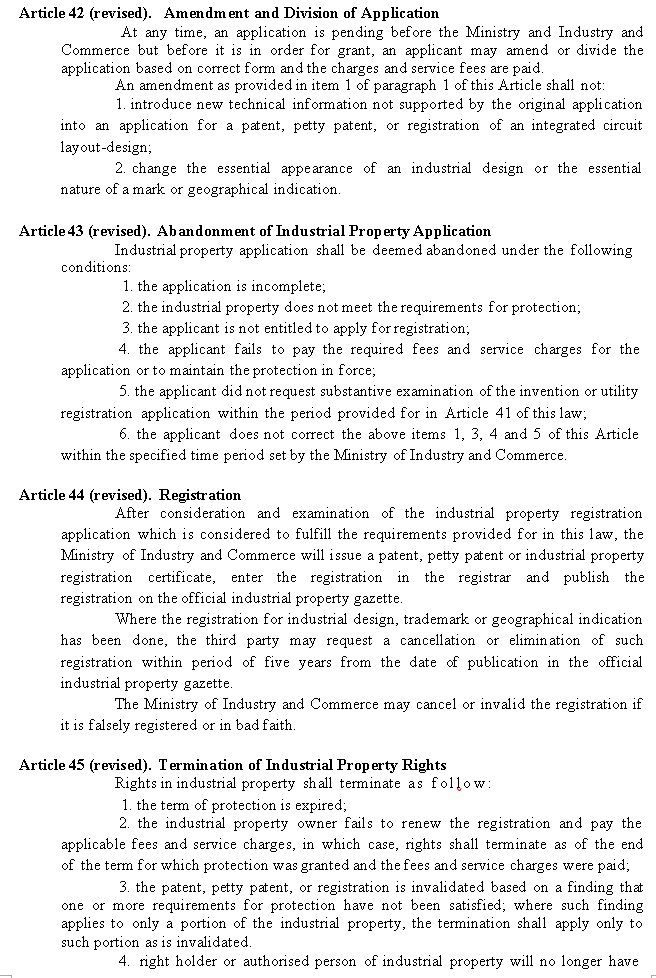 Article 42 (revised). Amendment and Division of Application
At any time, an application is pending before the Ministry and Industry and
Commerce but before it is in order for grant, an applicant may amend or divide the
application based on correct form and the charges and service fees are paid.
An amendment as provided in item 1 of paragraph 1 of this Article shall not:
1. introduce new technical information not supported by the original application
into an application for a patent, petty patent, or registration of an integrated circuit
layout-design;
2. change the essential appearance of an industrial design or the essential
nature of a mark or geographical indication.
Article 43 (revised). Abandonment of Industrial Property Application
Industrial property application shall be deemed abandoned under the following
conditions:
1. the application is incomplete;
2. the industrial property does not meet the requirements for protection;
3. the applicant is not entitled to apply for registration;
4. the applicant fails to pay the required fees and service charges for the
application or to maintain the protection in force;
5. the applicant did not request substantive examination of the invention or utility
registration application within the period provided for in Article 41 of this law;
6. the applicant does not correct the above items 1, 3, 4 and 5 of this Article
within the specified time period set by the Ministry of Industry and Commerce.
Article 44 (revised). Registration
After consideration and examination of the industrial property registration
application which is considered to fulfill the requirements provided for in this law, the
Ministry of Industry and Commerce will issue a patent, petty patent or industrial property
registration certificate, enter the registration in the registrar and publish the
registration on the official industrial property gazette.
Where the registration for industrial design, trademark or geographical indication
has been done, the third party may request a cancellation or elimination of such
registration within period of five years from the date of publication in the official
industrial property gazette.
The Ministry of Industry and Commerce may cancel or invalid the registration if
it is falsely registered or in bad faith.
Article 45 (revised). Termination of Industrial Property Rights
Rights in industrial property shall terminate as follow:
1. the term of protection is expired;
2. the industrial property owner fails to renew the registration and pay the
applicable fees and service charges, in which case, rights shall terminate as of the end
of the term for which protection was granted and the fees and service charges were paid;
3. the patent, petty patent, or registration is invalidated based on a finding that
one or more requirements for protection have not been satisfied; where such finding
applies to only a portion of the industrial property, the termination shall apply only to
such portion as is invalidated.
4. right holder or authorised person of industrial property will no longer have